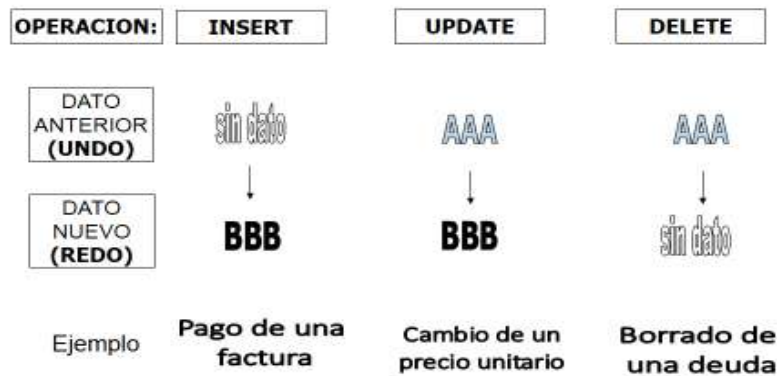 OPERACION: INSERT UPDATE DELETE
DATO
ANTERIOR
(UNDO)
sin dato AAA AAA
DATO
NUEVO
(REDO)
BBB BBB sin dato
Ejemplo
Pago de una
factura
Cambio de un
precio unitario
Borrado de
una deuda